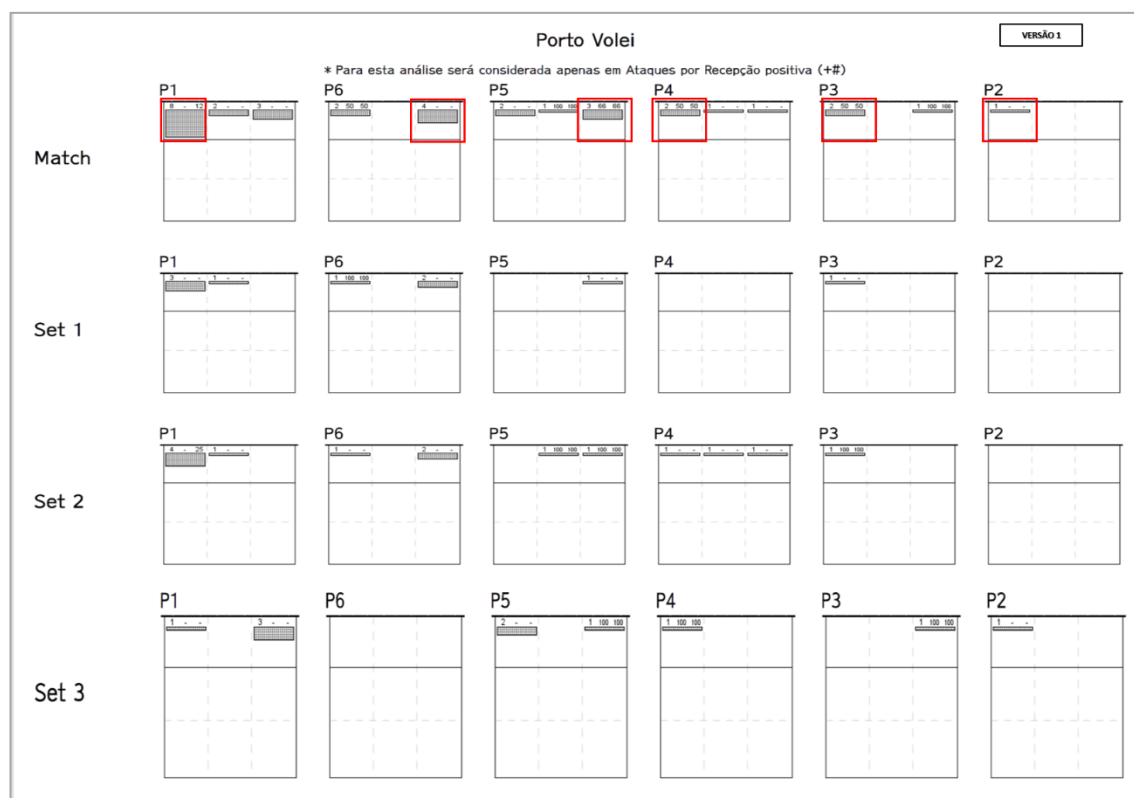 Porto Volei
VERSÃO 1
* Para esta análise será considerada apenas em Ataques por Recepção positiva (+#)
P1 P6 P5 P4 P3 P2
8 - 12 2 - - 3 - - 2 50 50 4 - - 2 - - 1 100 100 3 66 66 2 50 50 1 - - 1 - - 2 50 50 1 100 100 1 - -
Match
P1 P6 P5 P4 P3 P2
3 - - 1 - - 1 100 100 2 - - 1 - - 1 - -
Set 1
P1 P6 P5 P4 P3 P2
4 - 25 1 - - 1 - - 2 - - 1 100 100 1 100 100 1 - - 1 - - 1 - - 1 100 100
Set 2
P1 P6 P5 P4 P3 P2
1 - - 3 - - 2 - - 1 100 100 1 100 100 1 100 100 1 - -
Set 3